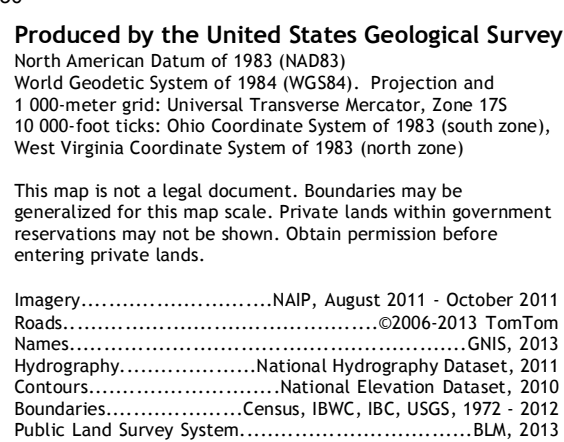 Produced by the United States Geological Survey
North American Datum of 1983 (NAD83)
World Geodetic System of 1984 (WGS84).  Projection and
1 000-meter grid: Universal Transverse Mercator, Zone 17S
10 000-foot ticks: Ohio Coordinate System of 1983 (south zone),
West Virginia Coordinate System of 1983 (north zone)
This map is not a legal document. Boundaries may be
generalized for this map scale. Private lands within government
reservations may not be shown. Obtain permission before
entering private lands.
Imagery............................NAIP, August 2011 - October 2011
Roads..............................................©2006-2013 TomTom
Names..........................................................GNIS, 2013
Hydrography....................National Hydrography Dataset, 2011
Contours............................National Elevation Dataset, 2010
Boundaries....................Census, IBWC, IBC, USGS, 1972 - 2012
Public Land Survey System..................................BLM, 2013